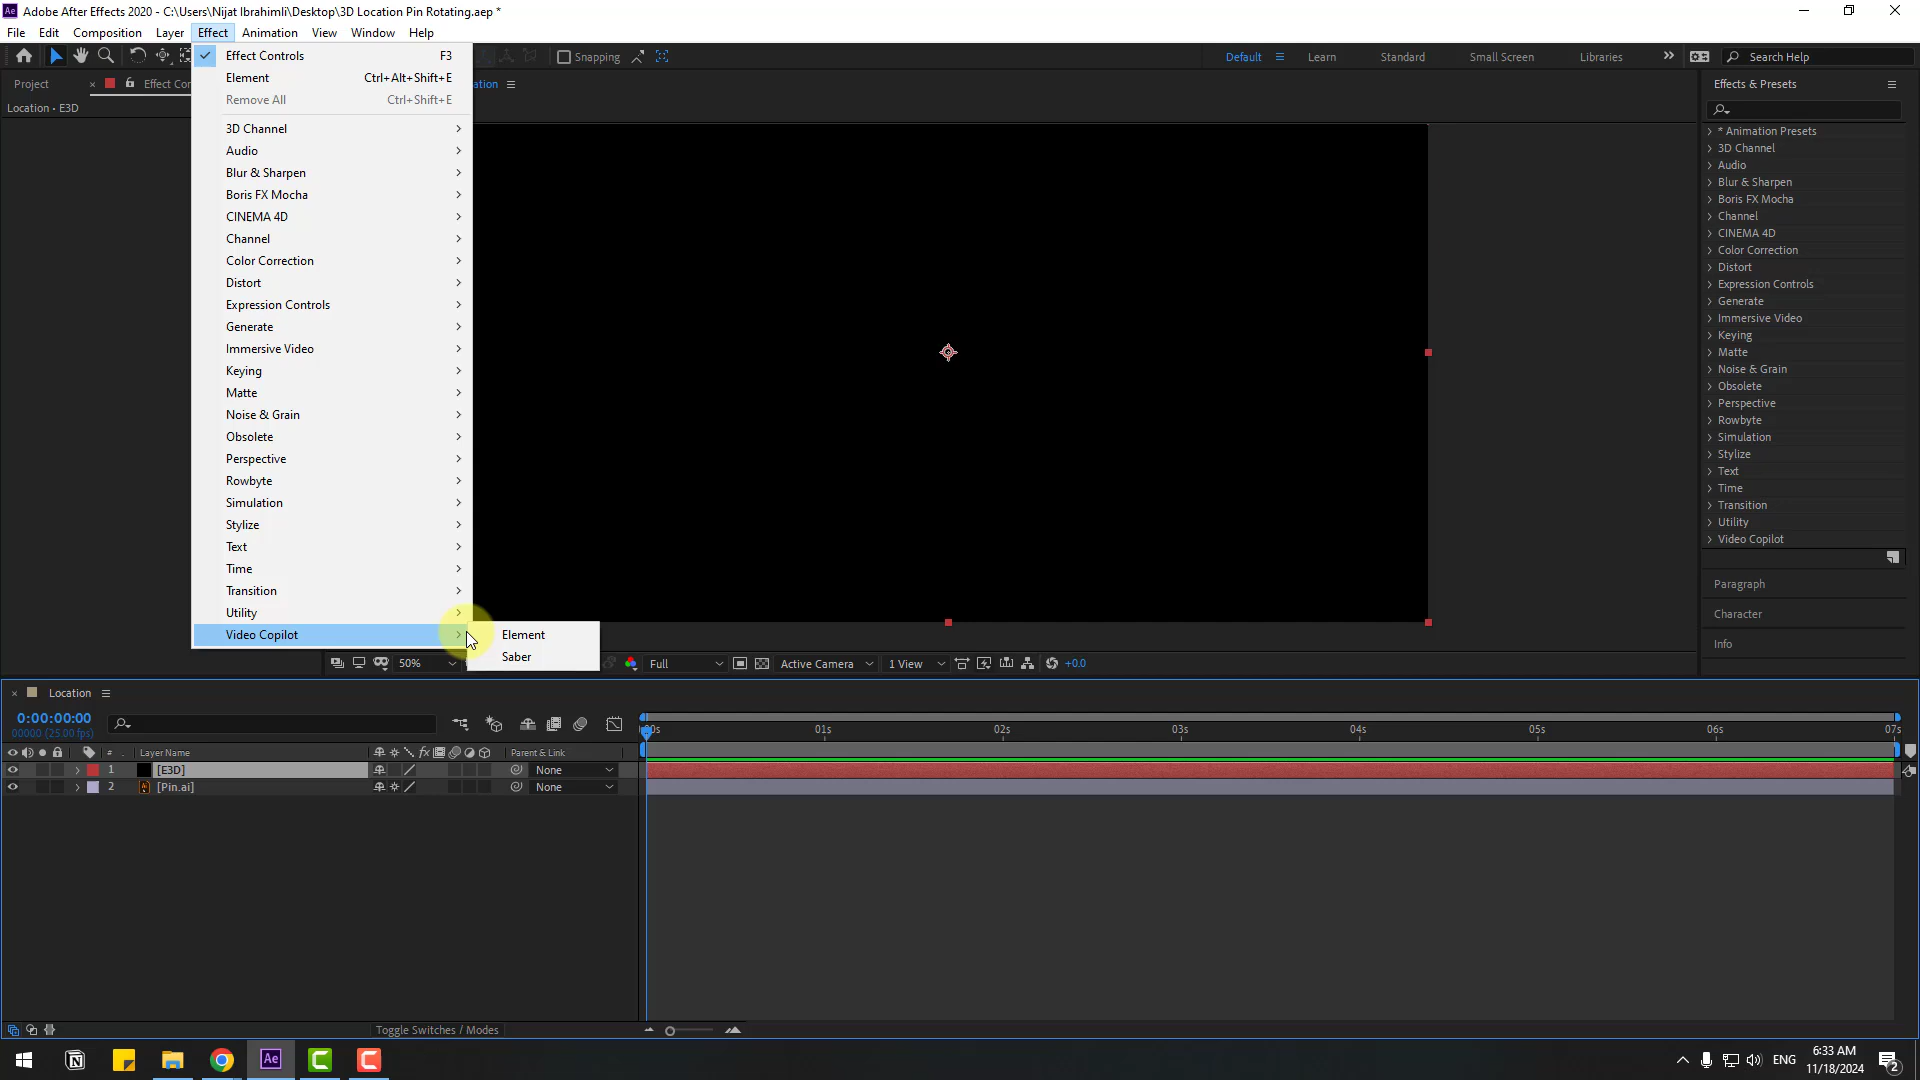 Adobe After Effects 2020 - C:\Users\Nijat Ibrahimli\Desktop\3D Location Pin Rotating.aep *
File Edit Composition Layer Effect Animation View Window Help
Snapping
Default Learn Standard Small Screen Libraries
Search Help
Project
Effect Con
ation
Location • E3D
Effect Controls F3
Element Ctrl+Alt+Shift+E
Remove All Ctrl+Shift+E
3D Channel
Audio
Blur & Sharpen
Boris FX Mocha
CINEMA 4D
Channel
Color Correction
Distort
Expression Controls
Generate
Immersive Video
Keying
Matte
Noise & Grain
Obsolete
Perspective
Rowbyte
Simulation
Stylize
Text
Time
Transition
Utility
Video Copilot
Element
Saber
Effects & Presets
* Animation Presets
3D Channel
Audio
Blur & Sharpen
Boris FX Mocha
Channel
CINEMA 4D
Color Correction
Distort
Expression Controls
Generate
Immersive Video
Keying
Matte
Noise & Grain
Obsolete
Perspective
Rowbyte
Simulation
Stylize
Text
Time
Transition
Utility
Video Copilot
Paragraph
Character
Info
50% Full Active Camera 1 View +0.0
Location
0:00:00:00
00000 (25.00 fps)
:00s 01s 02s 03s 04s 05s 06s 07s
# Layer Name Parent & Link
1 [E3D] None
2 [Pin.ai] None
Toggle Switches / Modes
Ae
ENG
6:33 AM
11/18/2024
2